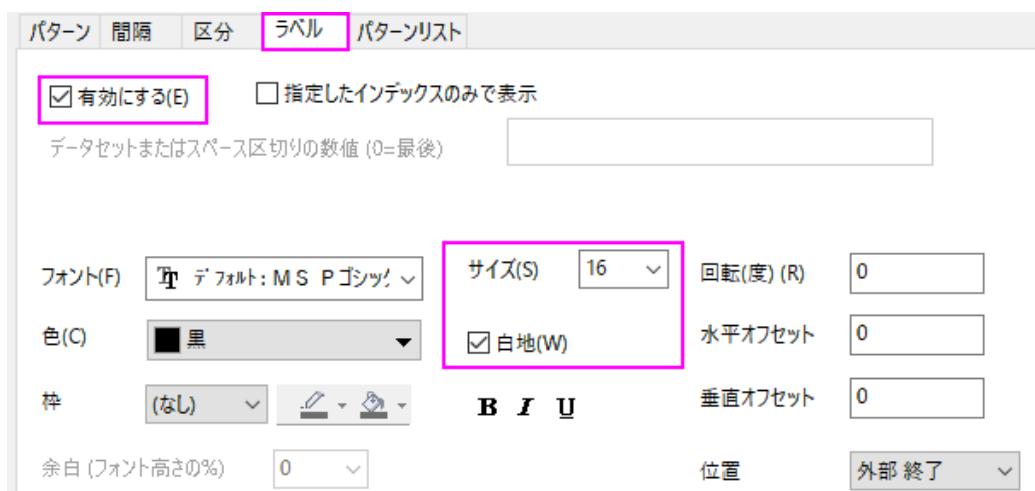 パターン 間隔 区分 ラベル パターンリスト
有効にする(E) 指定したインデックスのみで表示
データセットまたはスペース区切りの数値 (0=最後)
フォント(F) デフォルト: MS Pゴシック サイズ(S) 16 回転(度) (R) 0
色(C) 黒 白地(W) 水平オフセット 0
枠 (なし) B I U 垂直オフセット 0
余白 (フォント高さの%) 0 位置 外部 終了